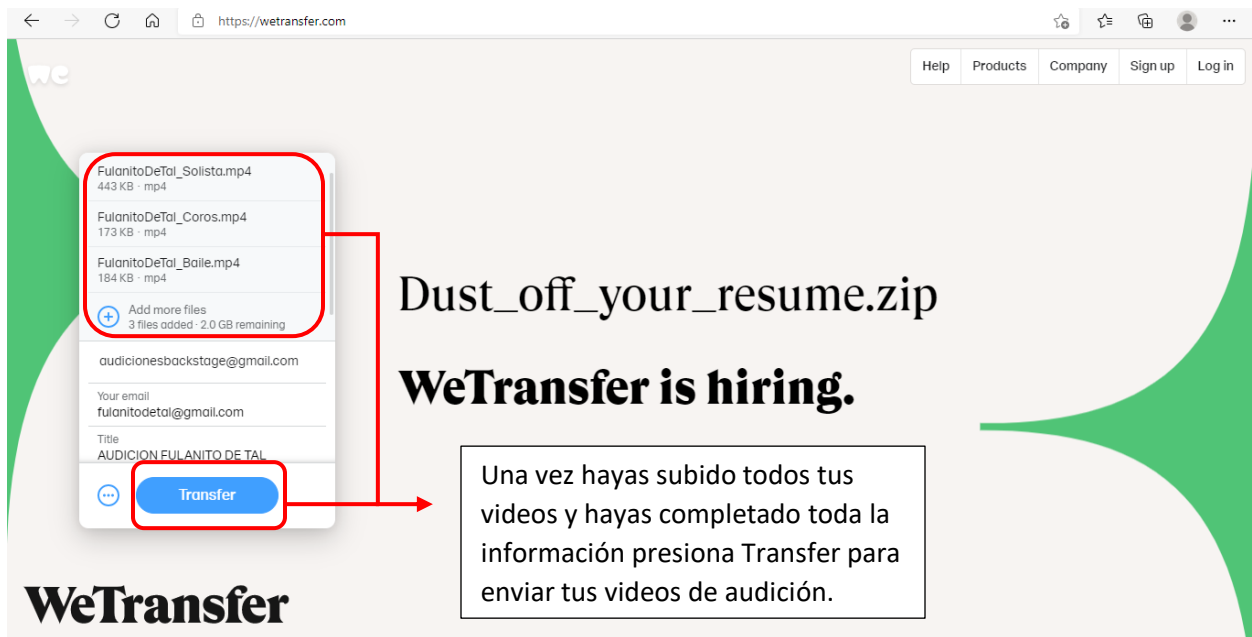 https://wetransfer.com
we
Help Products Company Sign up Log in
FulanitoDeTal_Solista.mp4
443 KB · mp4
FulanitoDeTal_Coros.mp4
173 KB · mp4
FulanitoDeTal_Baile.mp4
184 KB · mp4
Add more files
3 files added · 2.0 GB remaining
audicionesbackstage@gmail.com
Your email
fulanitodetal@gmail.com
Title
AUDICION FULANITO DE TAL
Transfer
Dust_off_your_resume.zip
WeTransfer is hiring.
Una vez hayas subido todos tus
videos y hayas completado toda la
información presiona Transfer para
enviar tus videos de audición.
WeTransfer